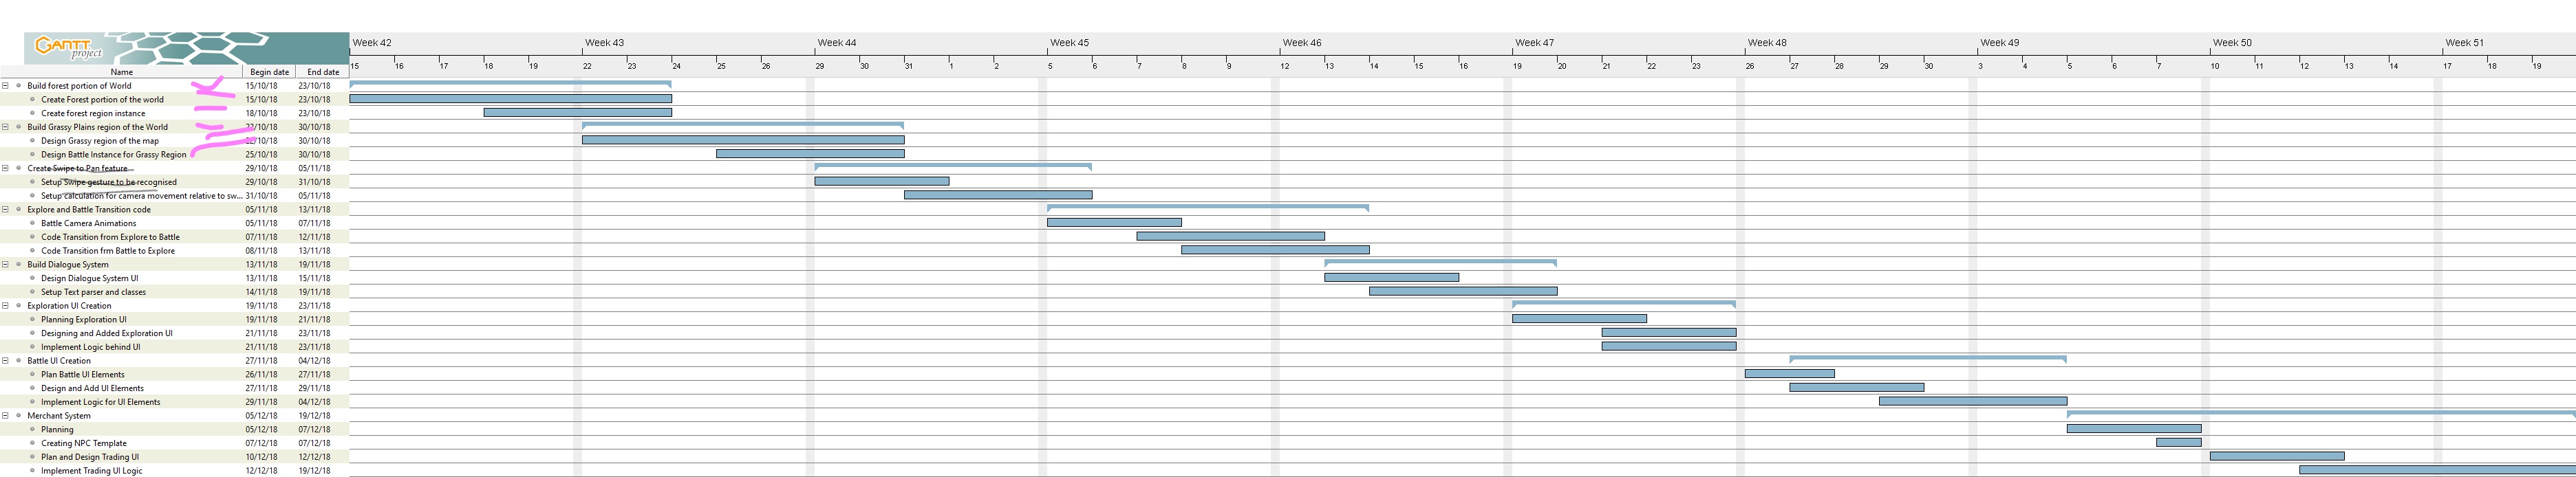 GANTT project
Week 42 Week 43 Week 44 Week 45 Week 46 Week 47 Week 48 Week 49 Week 50 Week 51
15 16 17 18 19 22 23 24 25 26 29 30 31 1 2 5 6 7 8 9 12 13 14 15 16 19 20 21 22 23 26 27 28 29 30 3 4 5 6 7 10 11 12 13 14 17 18 19
Name Begin date End date
Build forest portion of World 15/10/18 23/10/18
Create Forest portion of the world 15/10/18 23/10/18
Create forest region instance 18/10/18 23/10/18
Build Grassy Plains region of the World 22/10/18 30/10/18
Design Grassy region of the map 22/10/18 30/10/18
Design Battle Instance for Grassy Region 25/10/18 30/10/18
Create Swipe to Pan feature 29/10/18 05/11/18
Setup Swipe gesture to be recognised 29/10/18 31/10/18
Setup calculation for camera movement relative to sw... 31/10/18 05/11/18
Explore and Battle Transition code 05/11/18 13/11/18
Battle Camera Animations 05/11/18 07/11/18
Code Transition from Explore to Battle 07/11/18 12/11/18
Code Transition frm Battle to Explore 08/11/18 13/11/18
Build Dialogue System 13/11/18 19/11/18
Design Dialogue System UI 13/11/18 15/11/18
Setup Text parser and classes 14/11/18 19/11/18
Exploration UI Creation 19/11/18 23/11/18
Planning Exploration UI 19/11/18 21/11/18
Designing and Added Exploration UI 21/11/18 23/11/18
Implement Logic behind UI 21/11/18 23/11/18
Battle UI Creation 27/11/18 04/12/18
Plan Battle UI Elements 26/11/18 27/11/18
Design and Add UI Elements 27/11/18 29/11/18
Implement Logic for UI Elements 29/11/18 04/12/18
Merchant System 05/12/18 19/12/18
Planning 05/12/18 07/12/18
Creating NPC Template 07/12/18 07/12/18
Plan and Design Trading UI 10/12/18 12/12/18
Implement Trading UI Logic 12/12/18 19/12/18